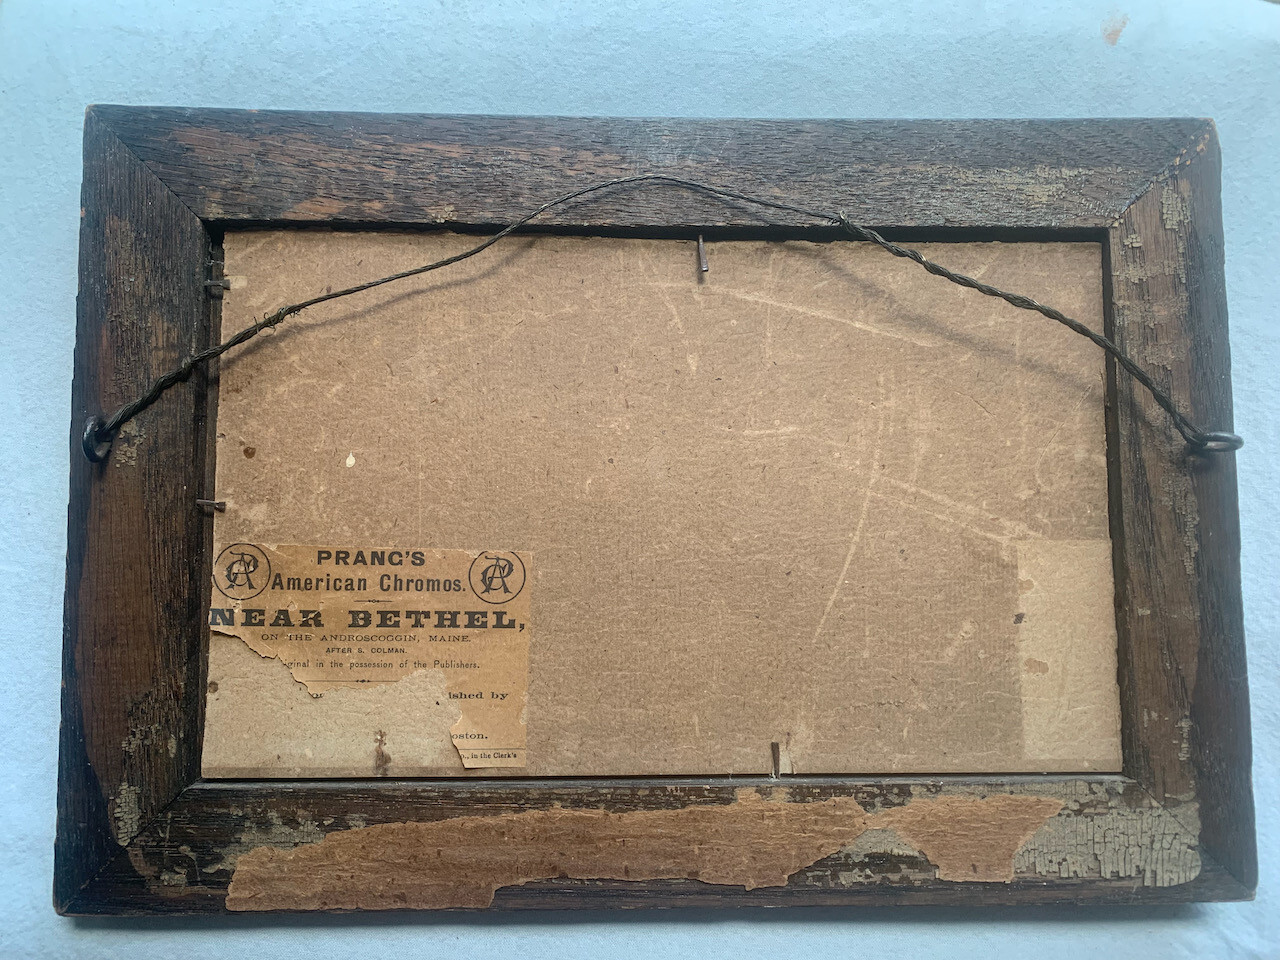 PRANG'S
American Chromos.
NEAR BETHEL,
ON THE ANDROSCOGGIN, MAINE.
AFTER S. COLMAN.
ginal in the possession of the Publishers.
ished by
oston.
o., in the Clerk's